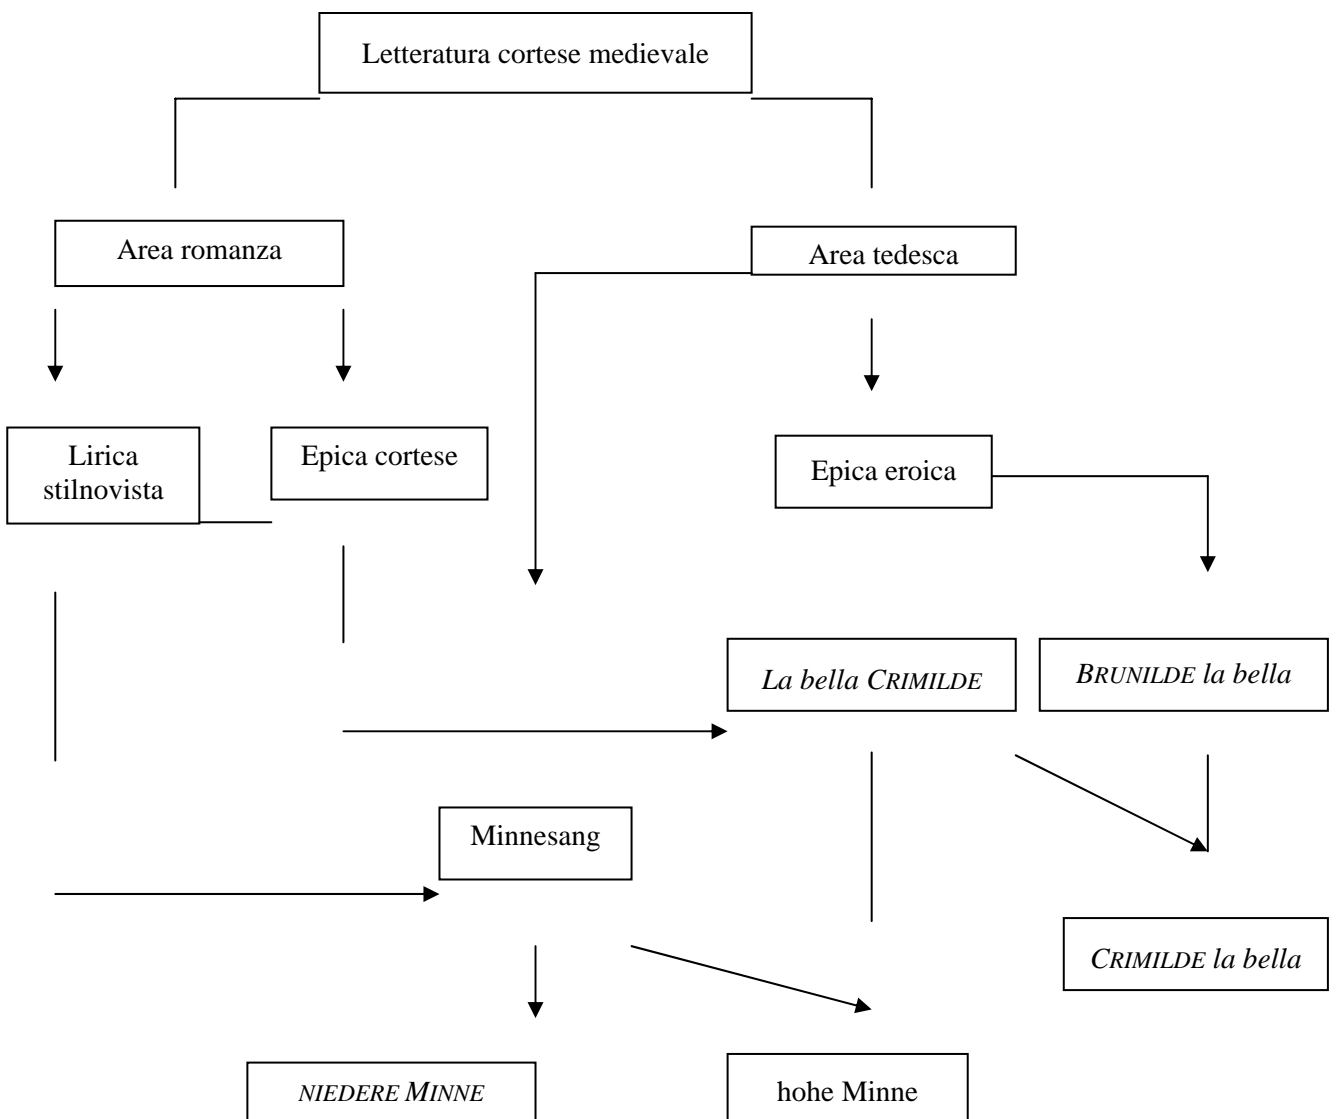 Letteratura cortese medievale
Area romanza
Area tedesca
Lirica
stilnovista
Epica cortese
Epica eroica
La bella CRIMILDE
BRUNILDE la bella
Minnesang
CRIMILDE la bella
NIEDERE MINNE
hohe Minne